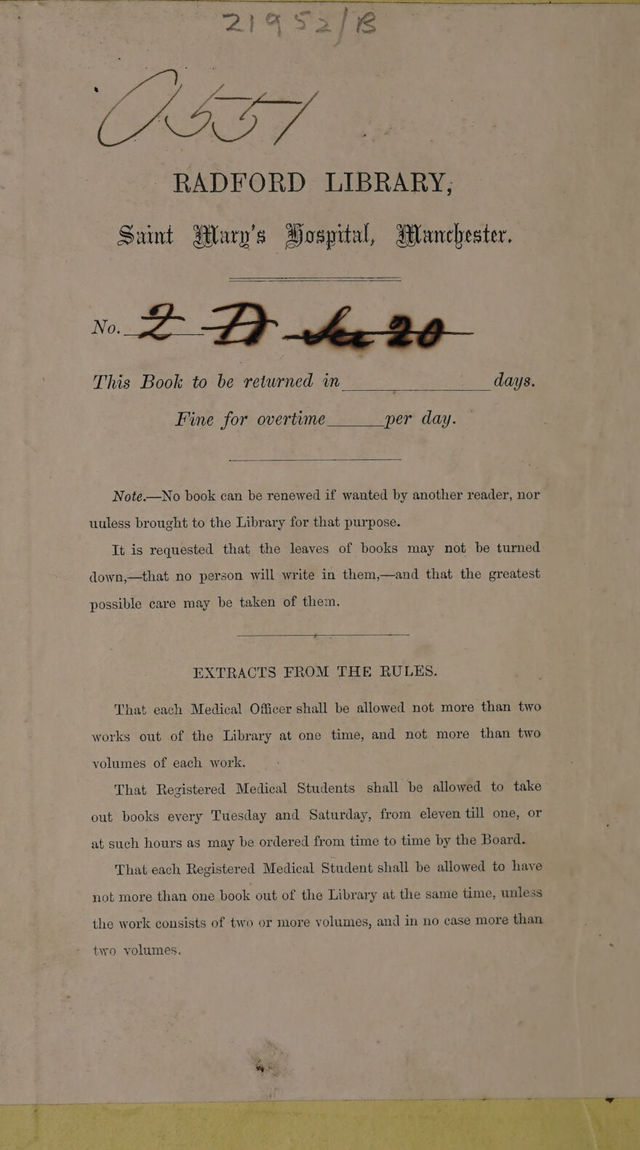 21952/B
0551
RADFORD LIBRARY,
Saint Mary's Hospital, Manchester.
No. 2 D Sec 20
This Book to be returned in ______ days.
Fine for overtime ______ per day.
Note.—No book can be renewed if wanted by another reader, nor
unless brought to the Library for that purpose.
It is requested that the leaves of books may not be turned
down,—that no person will write in them,—and that the greatest
possible care may be taken of them.
EXTRACTS FROM THE RULES.
That each Medical Officer shall be allowed not more than two
works out of the Library at one time, and not more than two
volumes of each work.
That Registered Medical Students shall be allowed to take
out books every Tuesday and Saturday, from eleven till one, or
at such hours as may be ordered from time to time by the Board.
That each Registered Medical Student shall be allowed to have
not more than one book out of the Library at the same time, unless
the work consists of two or more volumes, and in no case more than
two volumes.